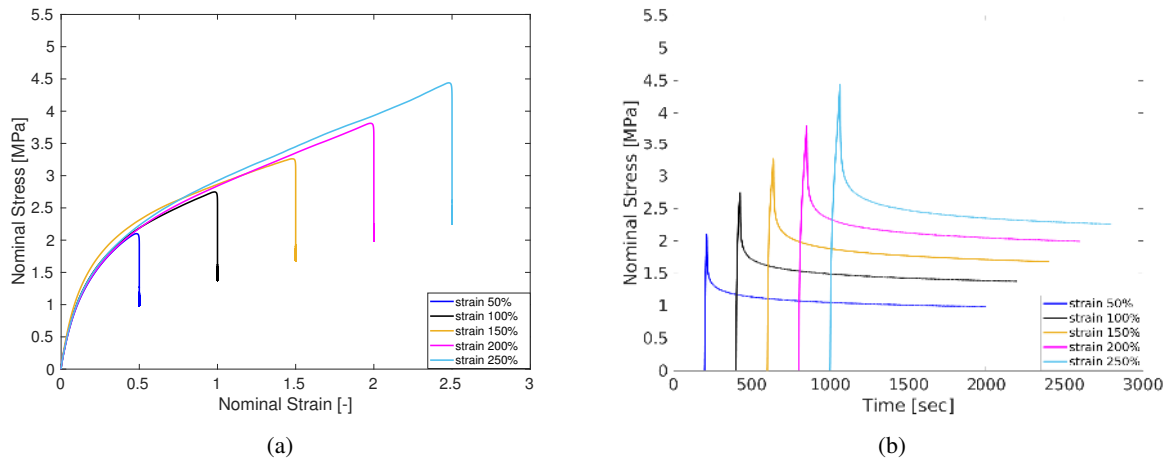 5.5
5
4.5
4
3.5
3
2.5
2
1.5
1
0.5
0
Nominal Stress [MPa]
strain 50%
strain 100%
strain 150%
strain 200%
strain 250%
0 0.5 1 1.5 2 2.5 3
Nominal Strain [-]
(a)
5.5
5
4.5
4
3.5
3
2.5
2
1.5
1
0.5
0
Nominal Stress [MPa]
strain 50%
strain 100%
strain 150%
strain 200%
strain 250%
0 500 1000 1500 2000 2500 3000
Time [sec]
(b)